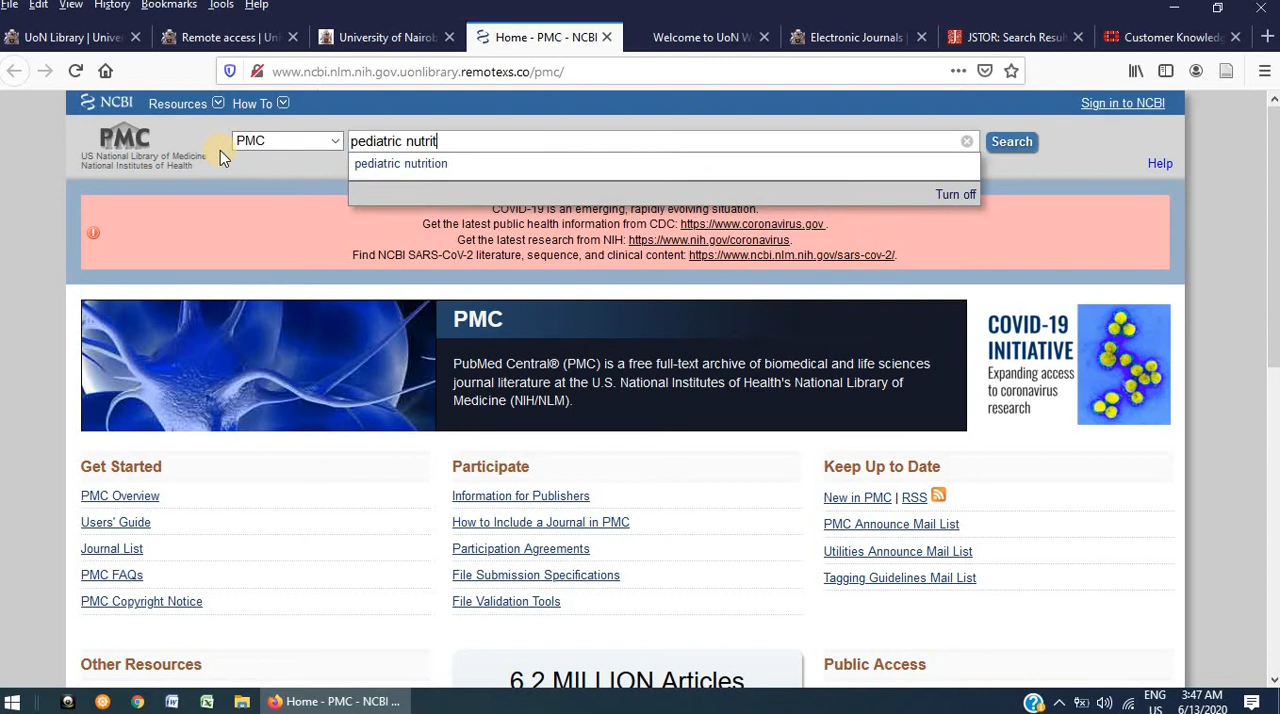 File Edit View History Bookmarks Tools Help
UoN Library | Univer
Remote access | Uni
University of Nairob
Home - PMC - NCBI
Welcome to UoN W
Electronic Journals |
JSTOR: Search Result
Customer Knowledg
www.ncbi.nlm.nih.gov.uonlibrary.remotexs.co/pmc/
NCBI Resources How To Sign in to NCBI
PMC
US National Library of Medicine
National Institutes of Health
PMC
pediatric nutrit
Search
pediatric nutrition
Help
Turn off
COVID-19 is an emerging, rapidly evolving situation.
Get the latest public health information from CDC: https://www.coronavirus.gov .
Get the latest research from NIH: https://www.nih.gov/coronavirus.
Find NCBI SARS-CoV-2 literature, sequence, and clinical content: https://www.ncbi.nlm.nih.gov/sars-cov-2/.
PMC
PubMed Central® (PMC) is a free full-text archive of biomedical and life sciences
journal literature at the U.S. National Institutes of Health's National Library of
Medicine (NIH/NLM).
COVID-19
INITIATIVE
Expanding access
to coronavirus
research
Get Started
PMC Overview
Users' Guide
Journal List
PMC FAQs
PMC Copyright Notice
Participate
Information for Publishers
How to Include a Journal in PMC
Participation Agreements
File Submission Specifications
File Validation Tools
Keep Up to Date
New in PMC | RSS
PMC Announce Mail List
Utilities Announce Mail List
Tagging Guidelines Mail List
Other Resources
6.2 MILLION Articles
Public Access
Home - PMC - NCBI ...
ENG
US
3:47 AM
6/13/2020